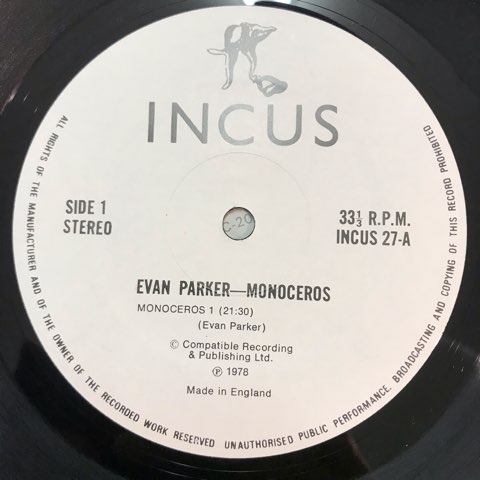 INCUS
SIDE 1
STEREO
33⅓ R.P.M.
INCUS 27-A
EVAN PARKER—MONOCEROS
MONOCEROS 1 (21:30)
(Evan Parker)
© Compatible Recording
& Publishing Ltd.
℗ 1978
Made in England
ALL RIGHTS OF THE MANUFACTURER AND OF THE OWNER OF THE RECORDED WORK RESERVED UNAUTHORISED PUBLIC PERFORMANCE, BROADCASTING AND COPYING OF THIS RECORD PROHIBITED